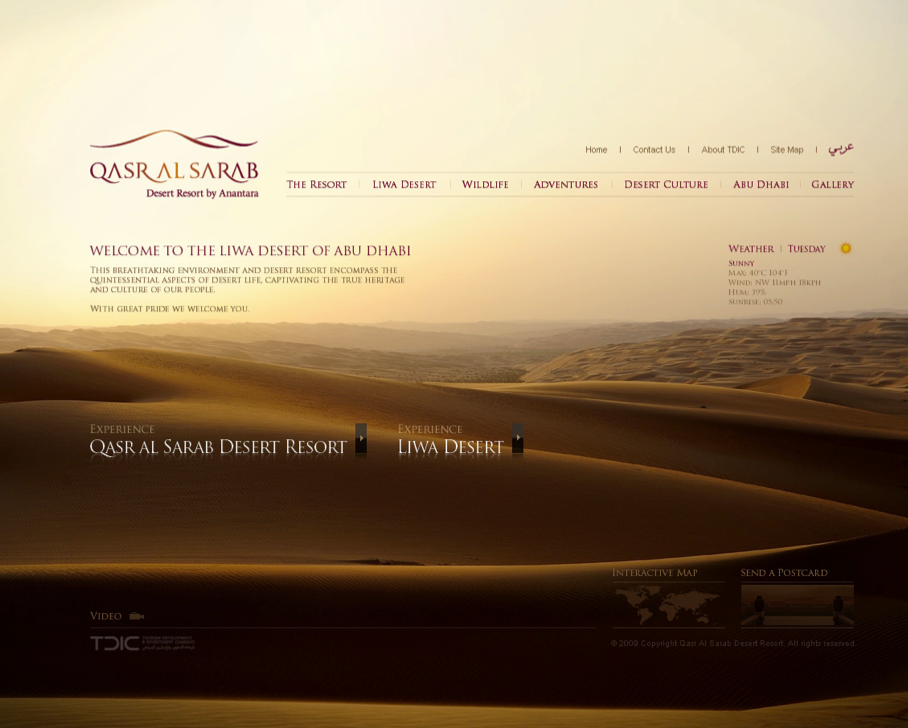 QASR AL SARAB
Desert Resort by Anantara
Home | Contact Us | About TDIC | Site Map | عربي
THE RESORT | LIWA DESERT | WILDLIFE | ADVENTURES | DESERT CULTURE | ABU DHABI | GALLERY
WELCOME TO THE LIWA DESERT OF ABU DHABI
THIS BREATHTAKING ENVIRONMENT AND DESERT RESORT ENCOMPASS THE
QUINTESSENTIAL ASPECTS OF DESERT LIFE, CAPTIVATING THE TRUE HERITAGE
AND CULTURE OF OUR PEOPLE.
WITH GREAT PRIDE WE WELCOME YOU.
WEATHER | TUESDAY
SUNNY
MAX: 40°C 104°F
WIND: NW 11MPH 18KPH
HUM: 39%
SUNRISE: 05:50
EXPERIENCE
QASR AL SARAB DESERT RESORT
EXPERIENCE
LIWA DESERT
INTERACTIVE MAP
SEND A POSTCARD
VIDEO
TDIC
© 2009 Copyright Qasr Al Sarab Desert Resort. All rights reserved.